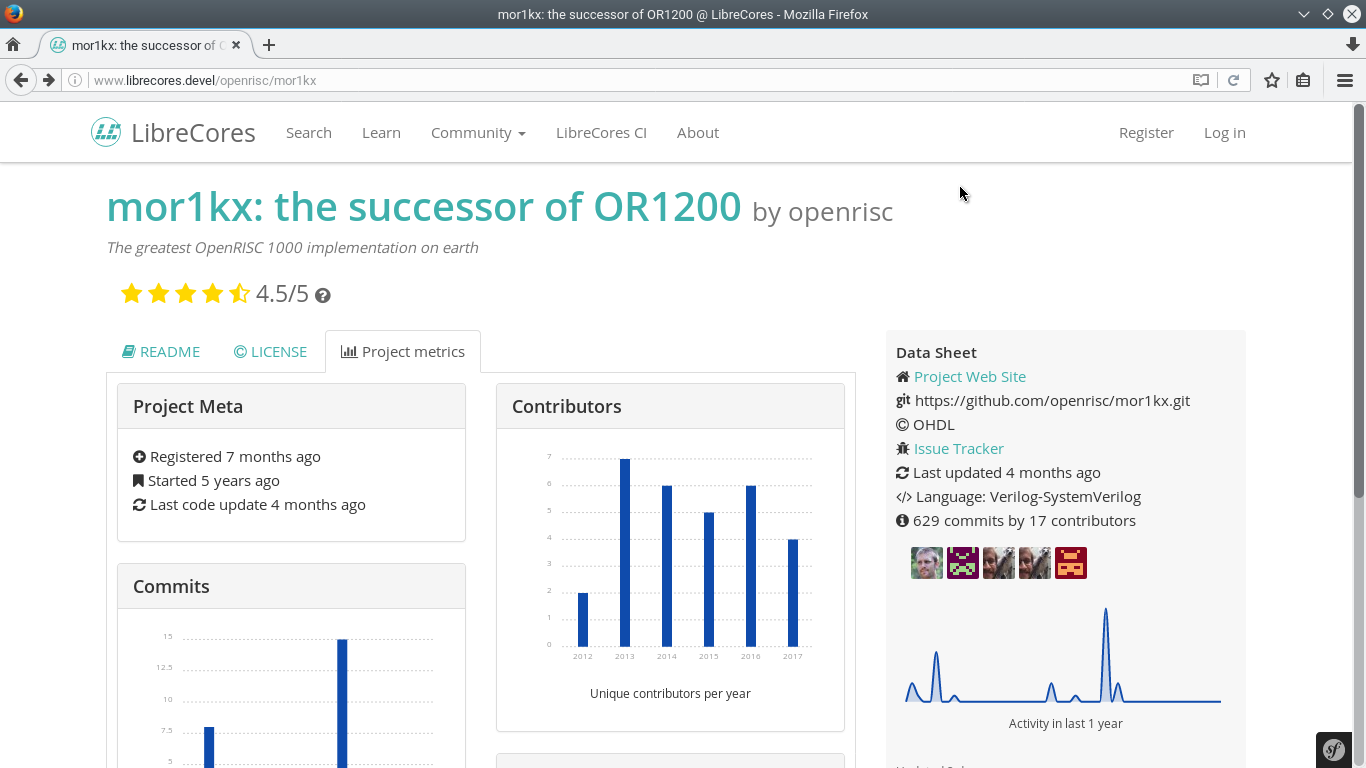 mor1kx: the successor of OR1200 @ LibreCores - Mozilla Firefox
mor1kx: the successor of
www.librecores.devel/openrisc/mor1kx
LibreCores Search Learn Community LibreCores CI About Register Log in
mor1kx: the successor of OR1200 by openrisc
The greatest OpenRISC 1000 implementation on earth
4.5/5
README LICENSE Project metrics
Project Meta
Registered 7 months ago
Started 5 years ago
Last code update 4 months ago
Commits
15
12.5
10
7.5
5
Contributors
7
6
5
4
3
2
1
0
2012 2013 2014 2015 2016 2017
Unique contributors per year
Data Sheet
Project Web Site
git https://github.com/openrisc/mor1kx.git
OHDL
Issue Tracker
Last updated 4 months ago
Language: Verilog-SystemVerilog
629 commits by 17 contributors
Activity in last 1 year
sf